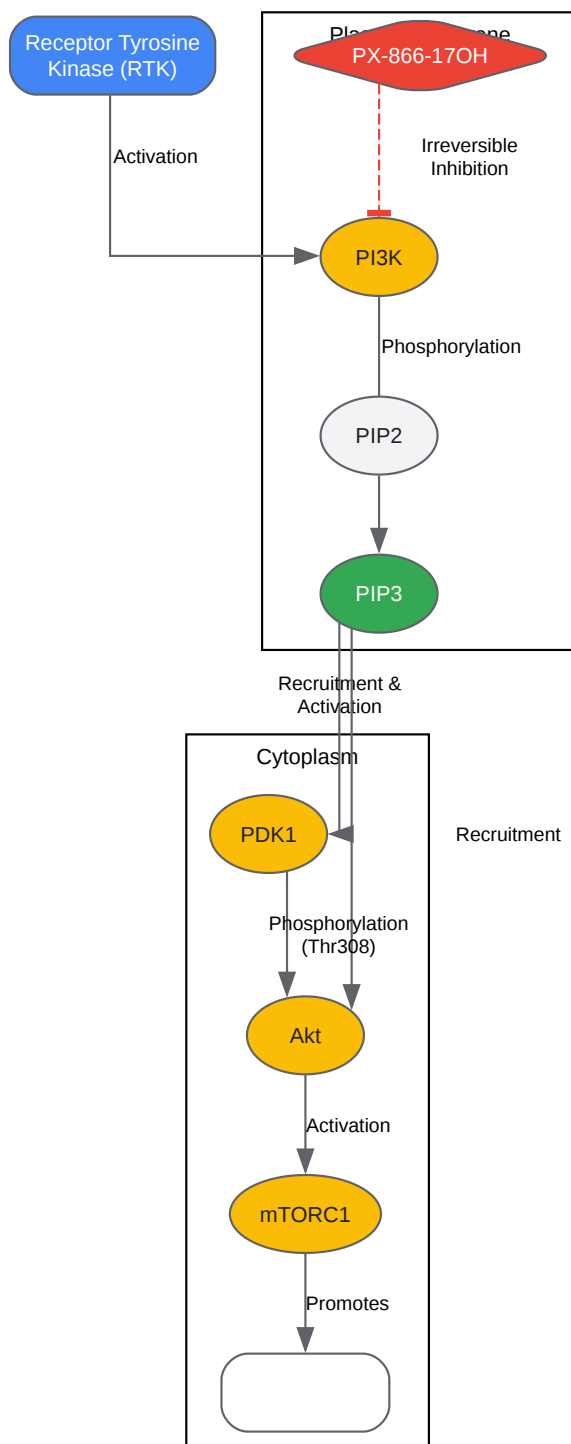 Receptor Tyrosine
Kinase (RTK)
PX-866-17OH
Activation
Irreversible
Inhibition
PI3K
Phosphorylation
PIP2
PIP3
Recruitment &
Activation
Cytoplasm
PDK1
Recruitment
Phosphorylation
(Thr308)
Akt
Activation
mTORC1
Promotes